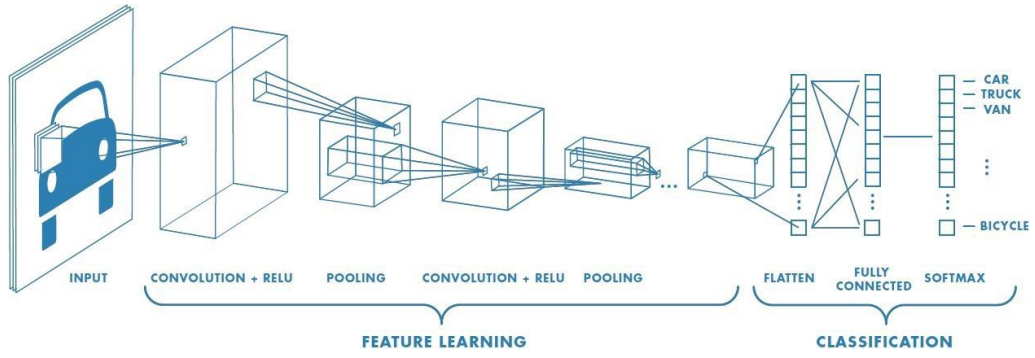 CAR
TRUCK
VAN
BICYCLE
INPUT
CONVOLUTION + RELU
POOLING
CONVOLUTION + RELU
POOLING
FLATTEN
FULLY
CONNECTED
SOFTMAX
FEATURE LEARNING
CLASSIFICATION